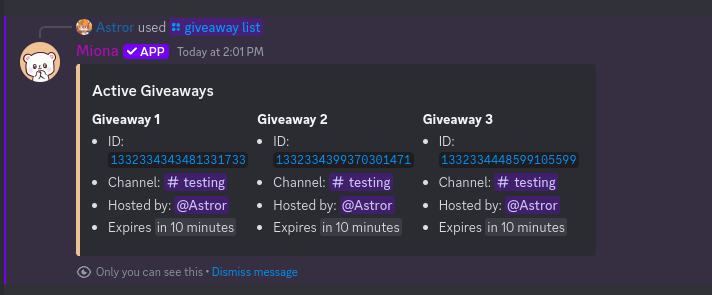 Astror used giveaway list
Miona ✓ APP Today at 2:01 PM
Active Giveaways
Giveaway 1
• ID:
1332334343481331733
• Channel: # testing
• Hosted by: @Astror
• Expires in 10 minutes
Giveaway 2
• ID:
1332334399370301471
• Channel: # testing
• Hosted by: @Astror
• Expires in 10 minutes
Giveaway 3
• ID:
1332334448599105599
• Channel: # testing
• Hosted by: @Astror
• Expires in 10 minutes
Only you can see this • Dismiss message